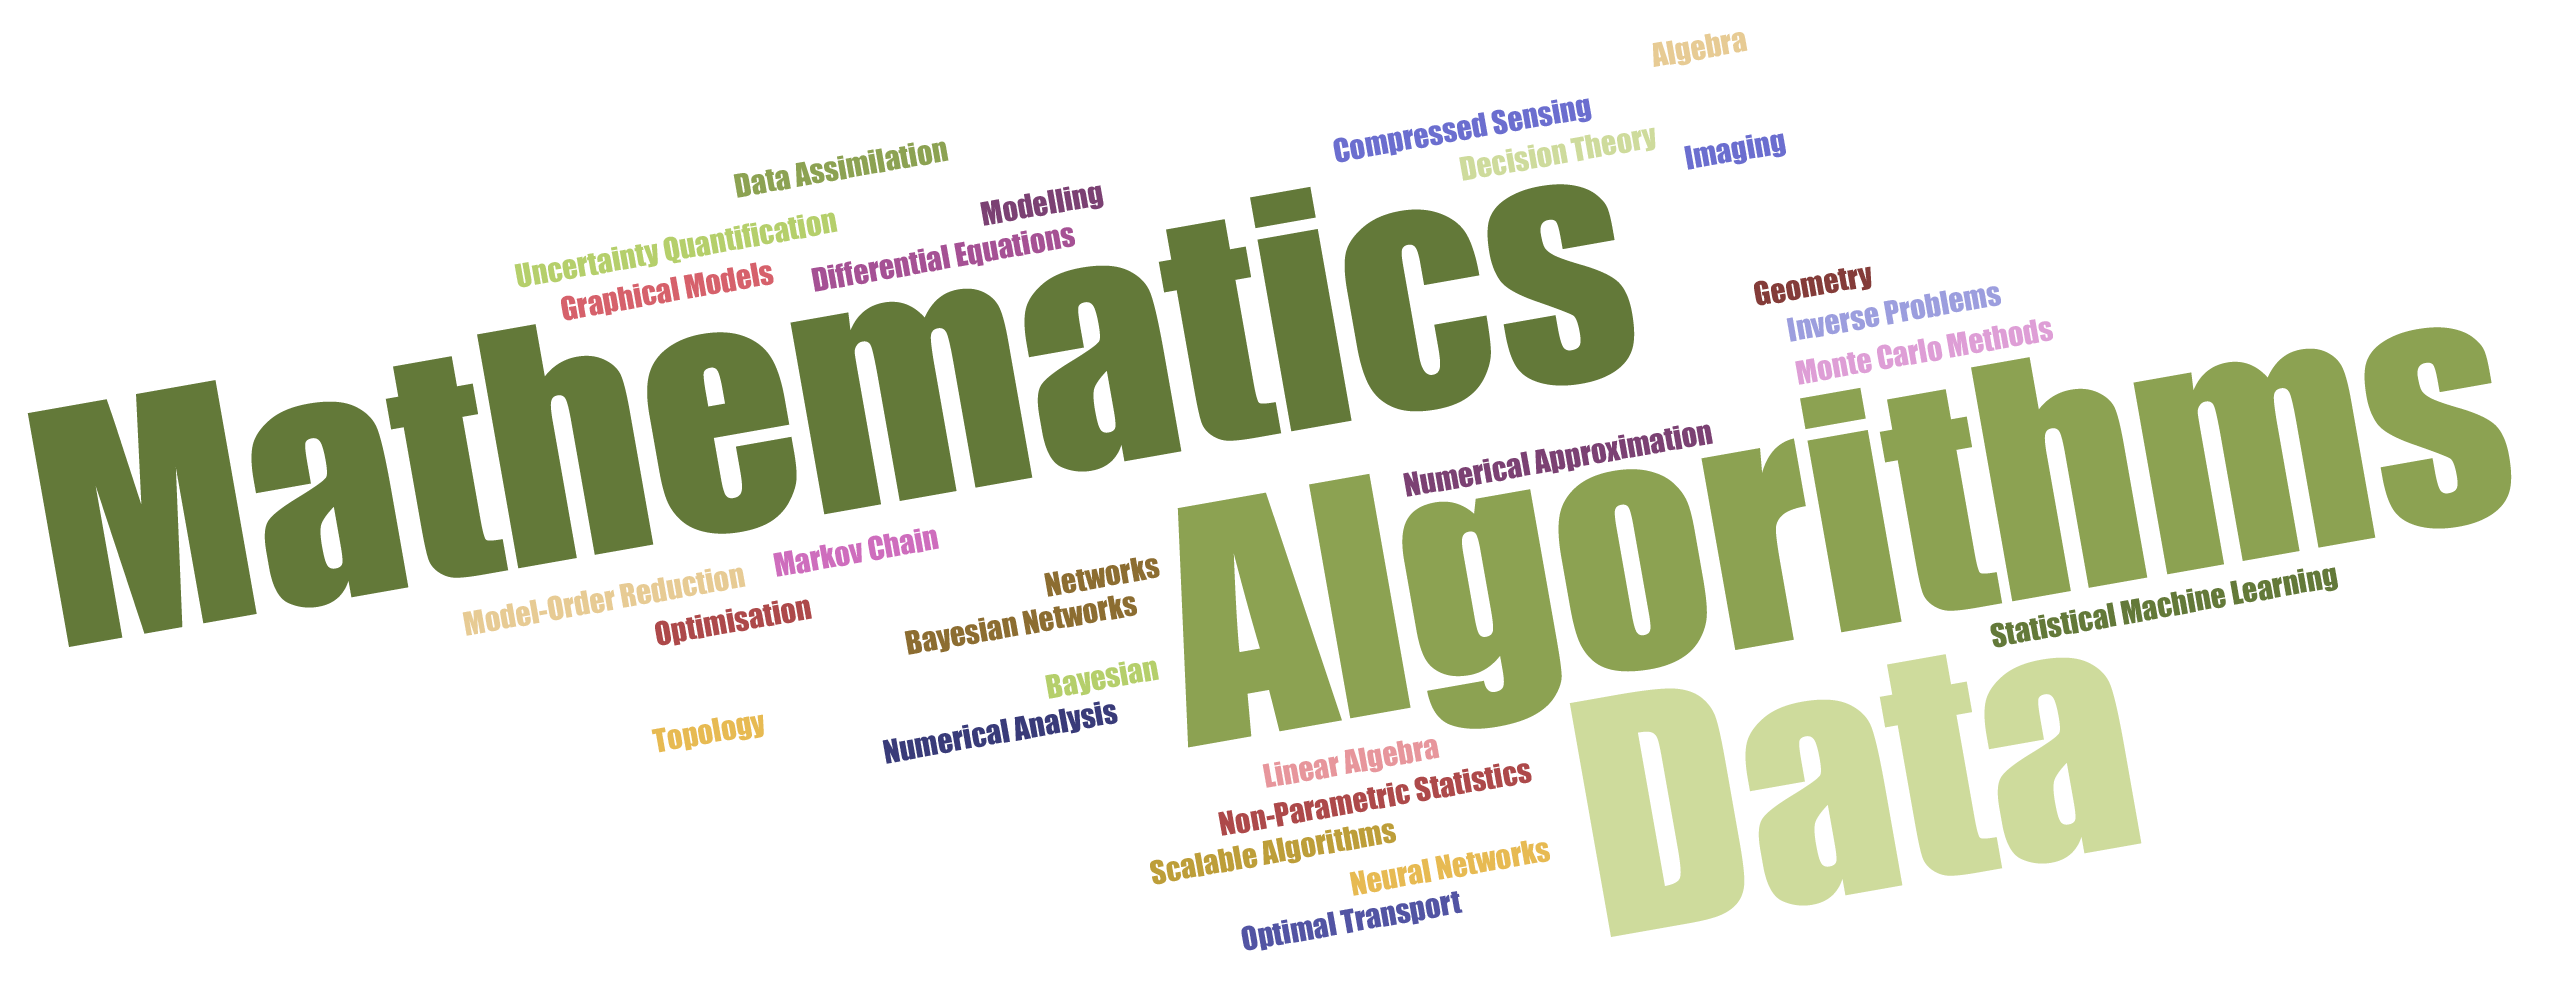 Algebra
Compressed Sensing
Decision Theory
Imaging
Data Assimilation
Modelling
Uncertainty Quantification
Differential Equations
Graphical Models
Mathematics
Geometry
Inverse Problems
Monte Carlo Methods
Numerical Approximation
Algorithms
Markov Chain
Model-Order Reduction
Optimisation
Networks
Bayesian Networks
Statistical Machine Learning
Bayesian
Topology
Numerical Analysis
Data
Linear Algebra
Non-Parametric Statistics
Scalable Algorithms
Neural Networks
Optimal Transport